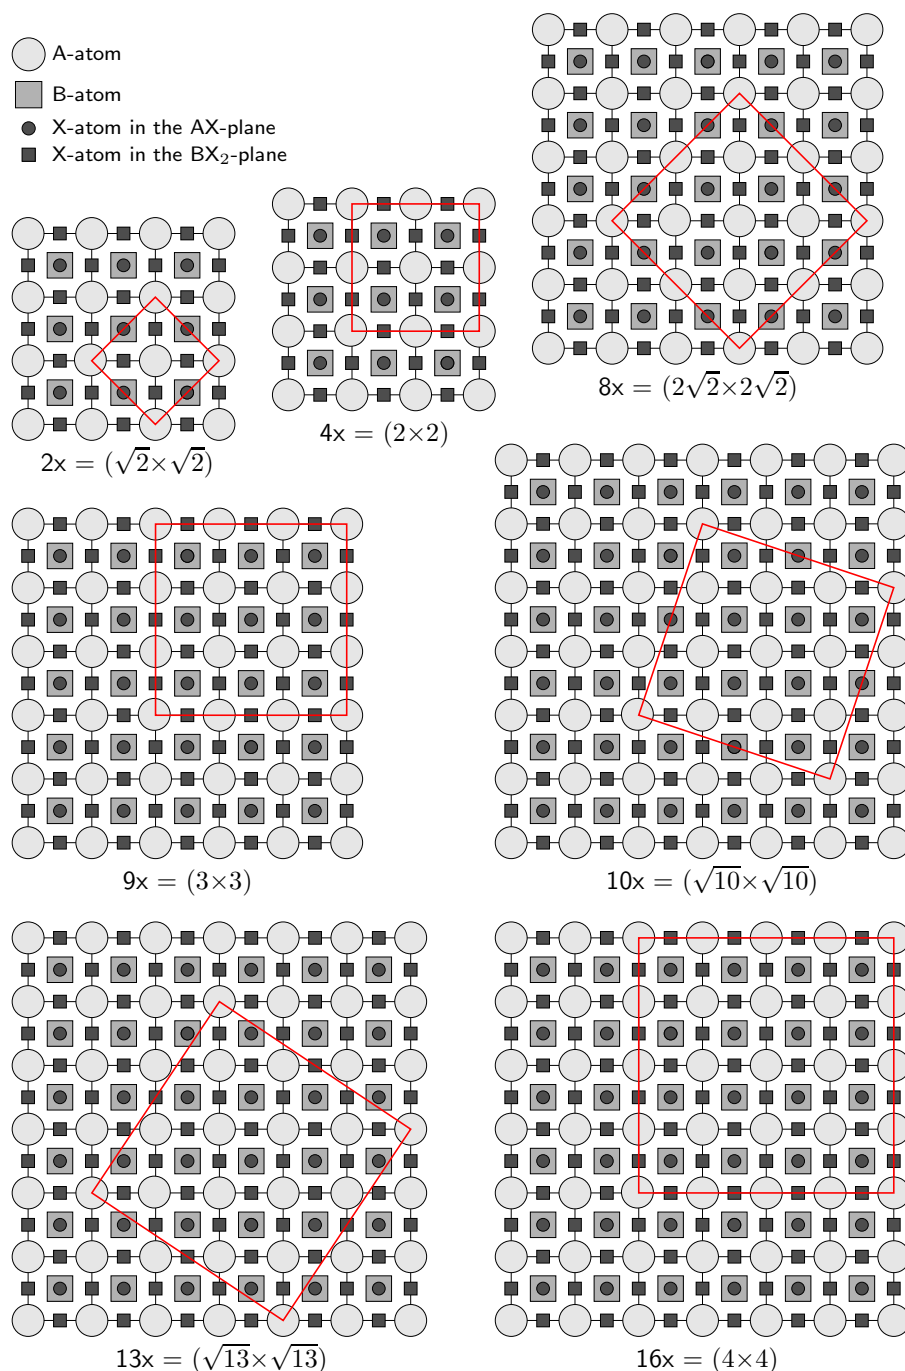 A-atom
B-atom
X-atom in the AX-plane
X-atom in the BX₂-plane
2x = (√2×√2)
4x = (2×2)
8x = (2√2×2√2)
9x = (3×3)
10x = (√10×√10)
13x = (√13×√13)
16x = (4×4)